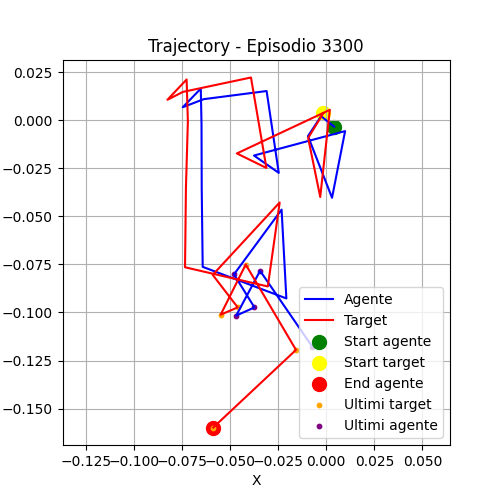 Trajectory - Episodio 3300
0.025
0.000
−0.025
−0.050
−0.075
−0.100
−0.125
−0.150
Agente
Target
Start agente
Start target
End agente
Ultimi target
Ultimi agente
−0.125 −0.100 −0.075 −0.050 −0.025 0.000 0.025 0.050
X